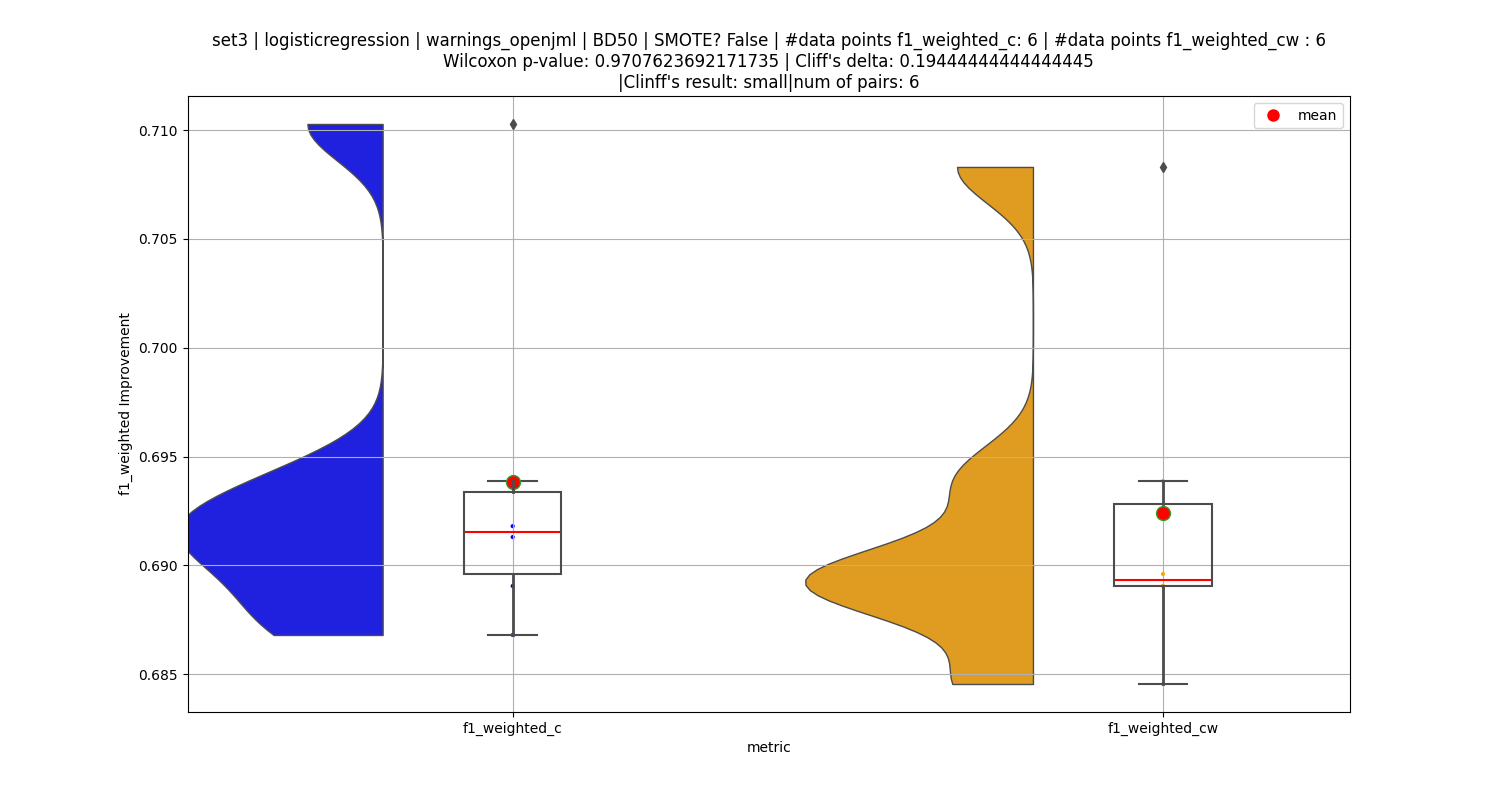 set3 | logisticregression | warnings_openjml | BD50 | SMOTE? False | #data points f1_weighted_c: 6 | #data points f1_weighted_cw : 6
Wilcoxon p-value: 0.9707623692171735 | Cliff's delta: 0.19444444444444445
|Clinff's result: small|num of pairs: 6
mean
0.710
0.705
0.700
0.695
0.690
0.685
f1_weighted Improvement
f1_weighted_c
f1_weighted_cw
metric